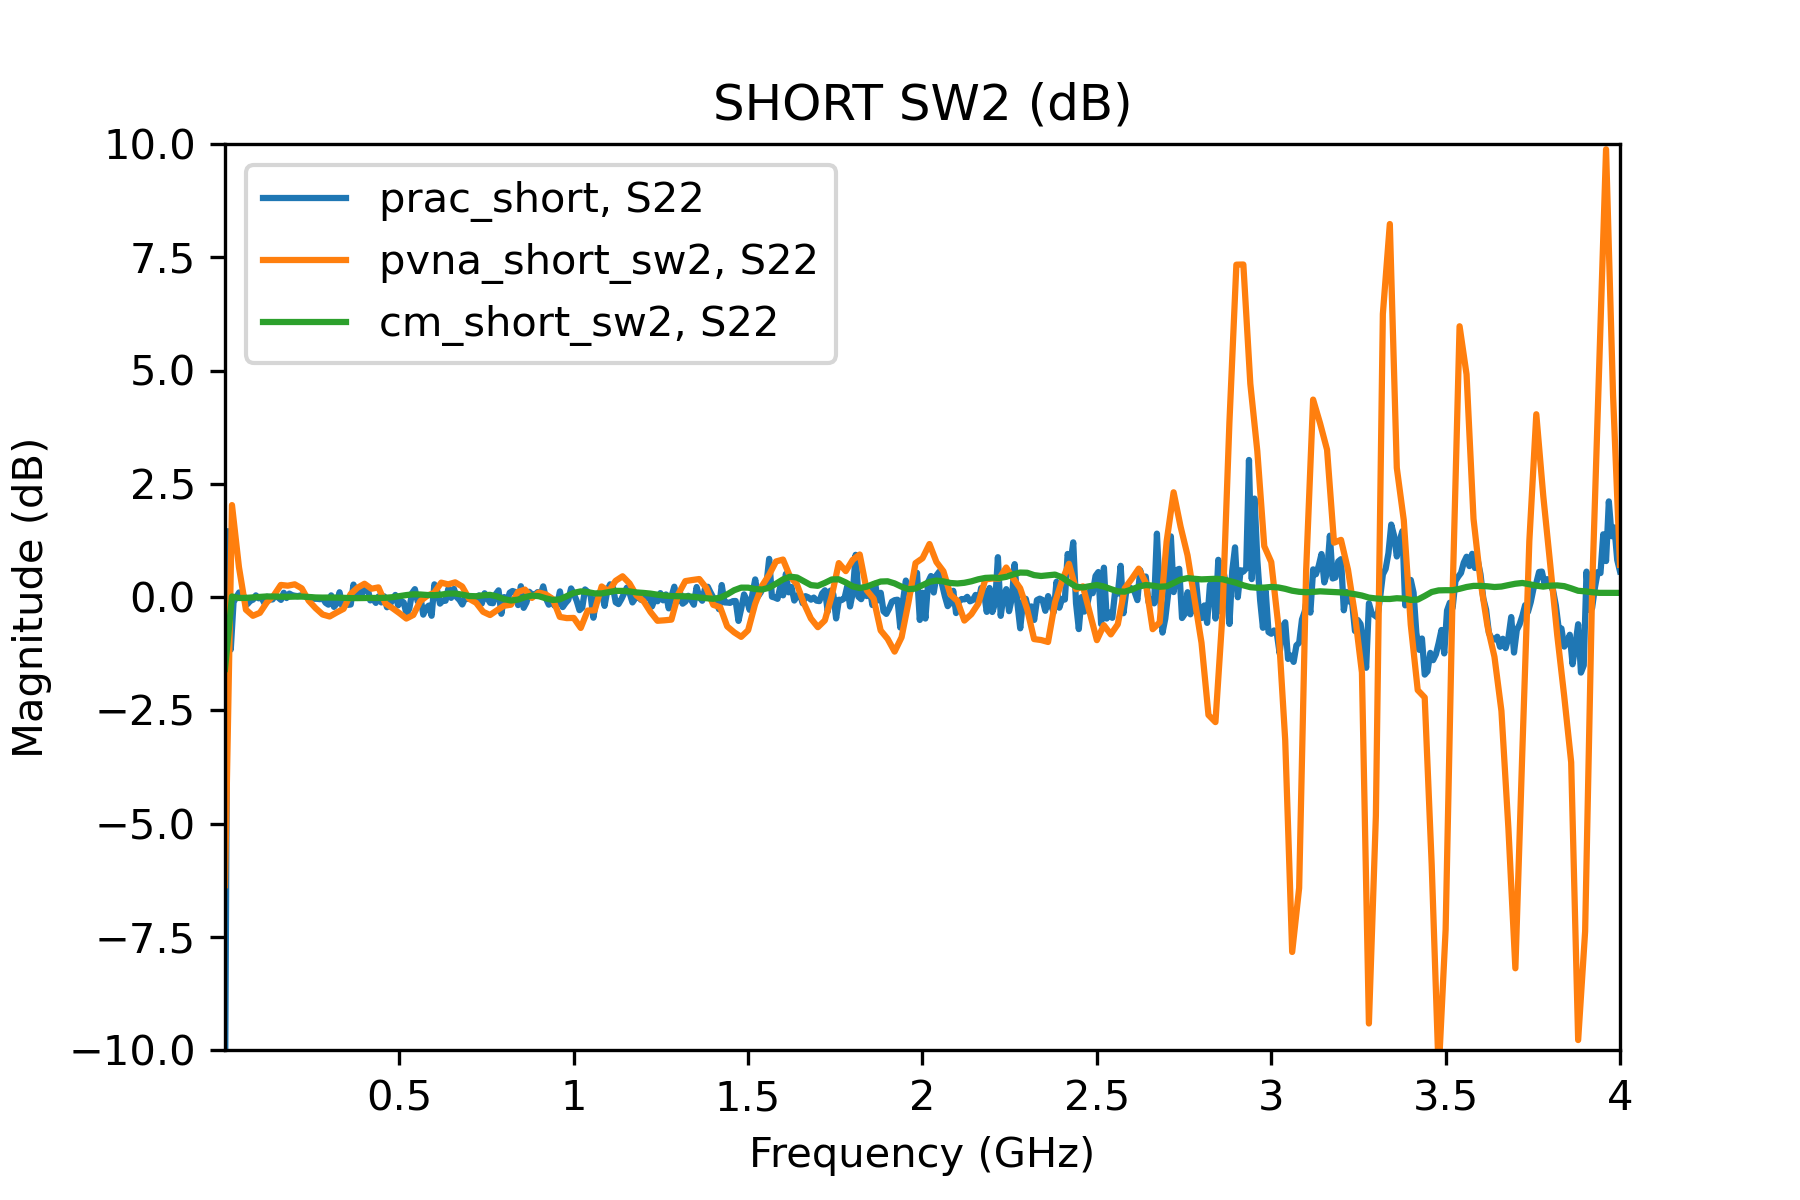 SHORT SW2 (dB)
10.0
7.5
5.0
2.5
0.0
−2.5
−5.0
−7.5
−10.0
Magnitude (dB)
prac_short, S22
pvna_short_sw2, S22
cm_short_sw2, S22
0.5 1 1.5 2 2.5 3 3.5 4
Frequency (GHz)